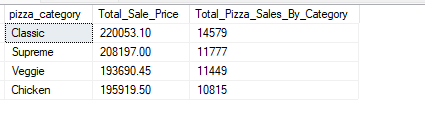 pizza_category Total_Sale_Price Total_Pizza_Sales_By_Category
Classic 220053.10 14579
Supreme 208197.00 11777
Veggie 193690.45 11449
Chicken 195919.50 10815